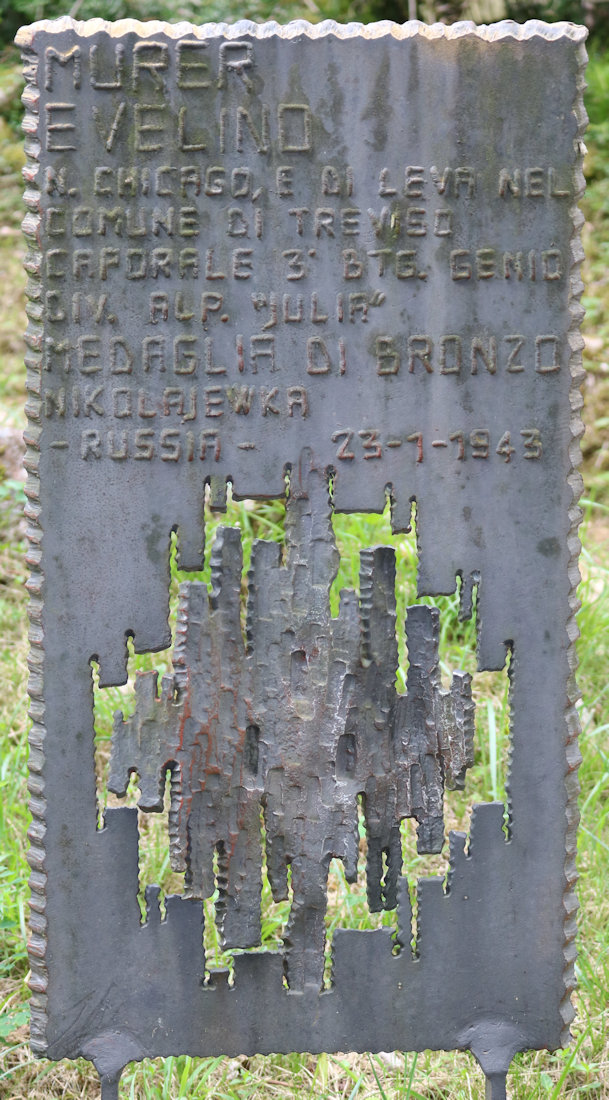 MURER
EVELINO
N. CHICAGO, E DI LEVA NEL
COMUNE DI TREVISO
CAPORALE 3° BTG. GENIO
DIV. ALP. "JULIA"
MEDAGLIA DI BRONZO
NIKOLAJEWKA
- RUSSIA - 23-1-1943